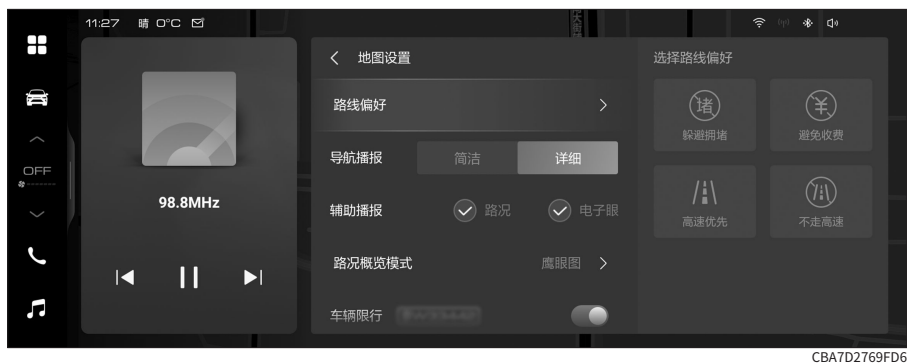 11:27 晴 0°C
大街
OFF
98.8MHz
地图设置
路线偏好
导航播报 简洁 详细
辅助播报 路况 电子眼
路况概览模式 鹰眼图
车辆限行
选择路线偏好
堵 ¥
躲避拥堵 避免收费
高速优先 不走高速
CBA7D2769FD6